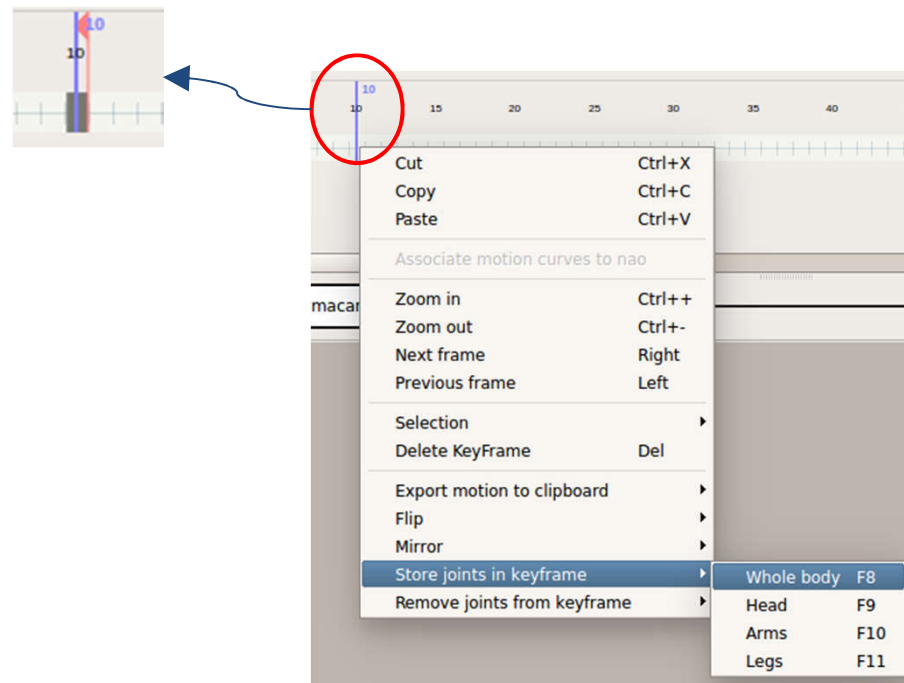 10
10
10
10 15 20 25 30 35 40
Cut Ctrl+X
Copy Ctrl+C
Paste Ctrl+V
Associate motion curves to nao
macar
Zoom in Ctrl++
Zoom out Ctrl+-
Next frame Right
Previous frame Left
Selection
Delete KeyFrame Del
Export motion to clipboard
Flip
Mirror
Store joints in keyframe
Remove joints from keyframe
Whole body F8
Head F9
Arms F10
Legs F11